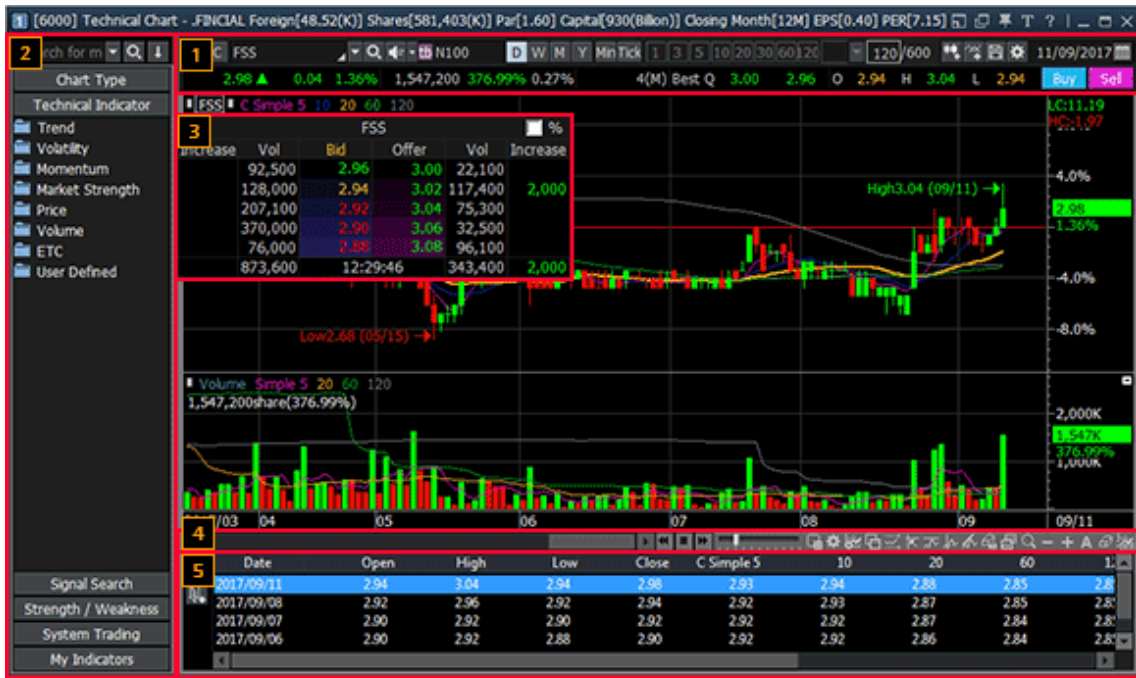 [6000] Technical Chart - .FINCIAL Foreign[48.52(K)] Shares[581,403(K)] Par[1.60] Capital[930(Billion)] Closing Month[12M] EPS[0.40] PER[7.15] T ?
2 for m
1 C FSS N100 D W M Y Min Tick 1 3 5 10 20 30 60 120 120/600 11/09/2017
2.98 ▲ 0.04 1.36% 1,547,200 376.99% 0.27% 4(M) Best Q 3.00 2.96 O 2.94 H 3.04 L 2.94 Buy Sell
Chart Type
Technical Indicator
Trend
Volatility
Momentum
Market Strength
Price
Volume
ETC
User Defined
Signal Search
Strength / Weakness
System Trading
My Indicators
FSS C Simple 5 10 20 60 120
LC:11.19
HC:-1.97
3 FSS %
Increase Vol Bid Offer Vol Increase
92,500 2.96 3.00 22,100
128,000 2.94 3.02 117,400 2,000
207,100 2.92 3.04 75,300
370,000 2.90 3.06 32,500
76,000 2.88 3.08 96,100
873,600 12:29:46 343,400 2,000
4.0%
High3.04 (09/11) →
2.98
1.36%
-4.0%
Low2.68 (05/15) →
-8.0%
Volume Simple 5 20 60 120
1,547,200share(376.99%)
2,000K
1,547K
376.99%
1,000K
/03 04 05 06 07 08 09 09/11
4 A
5 Date Open High Low Close C Simple 5 10 20 60
2017/09/11 2.94 3.04 2.94 2.98 2.93 2.94 2.88 2.85
2017/09/08 2.92 2.96 2.92 2.94 2.92 2.93 2.87 2.85
2017/09/07 2.90 2.92 2.90 2.92 2.92 2.92 2.87 2.84
2017/09/06 2.90 2.92 2.88 2.90 2.92 2.92 2.86 2.84